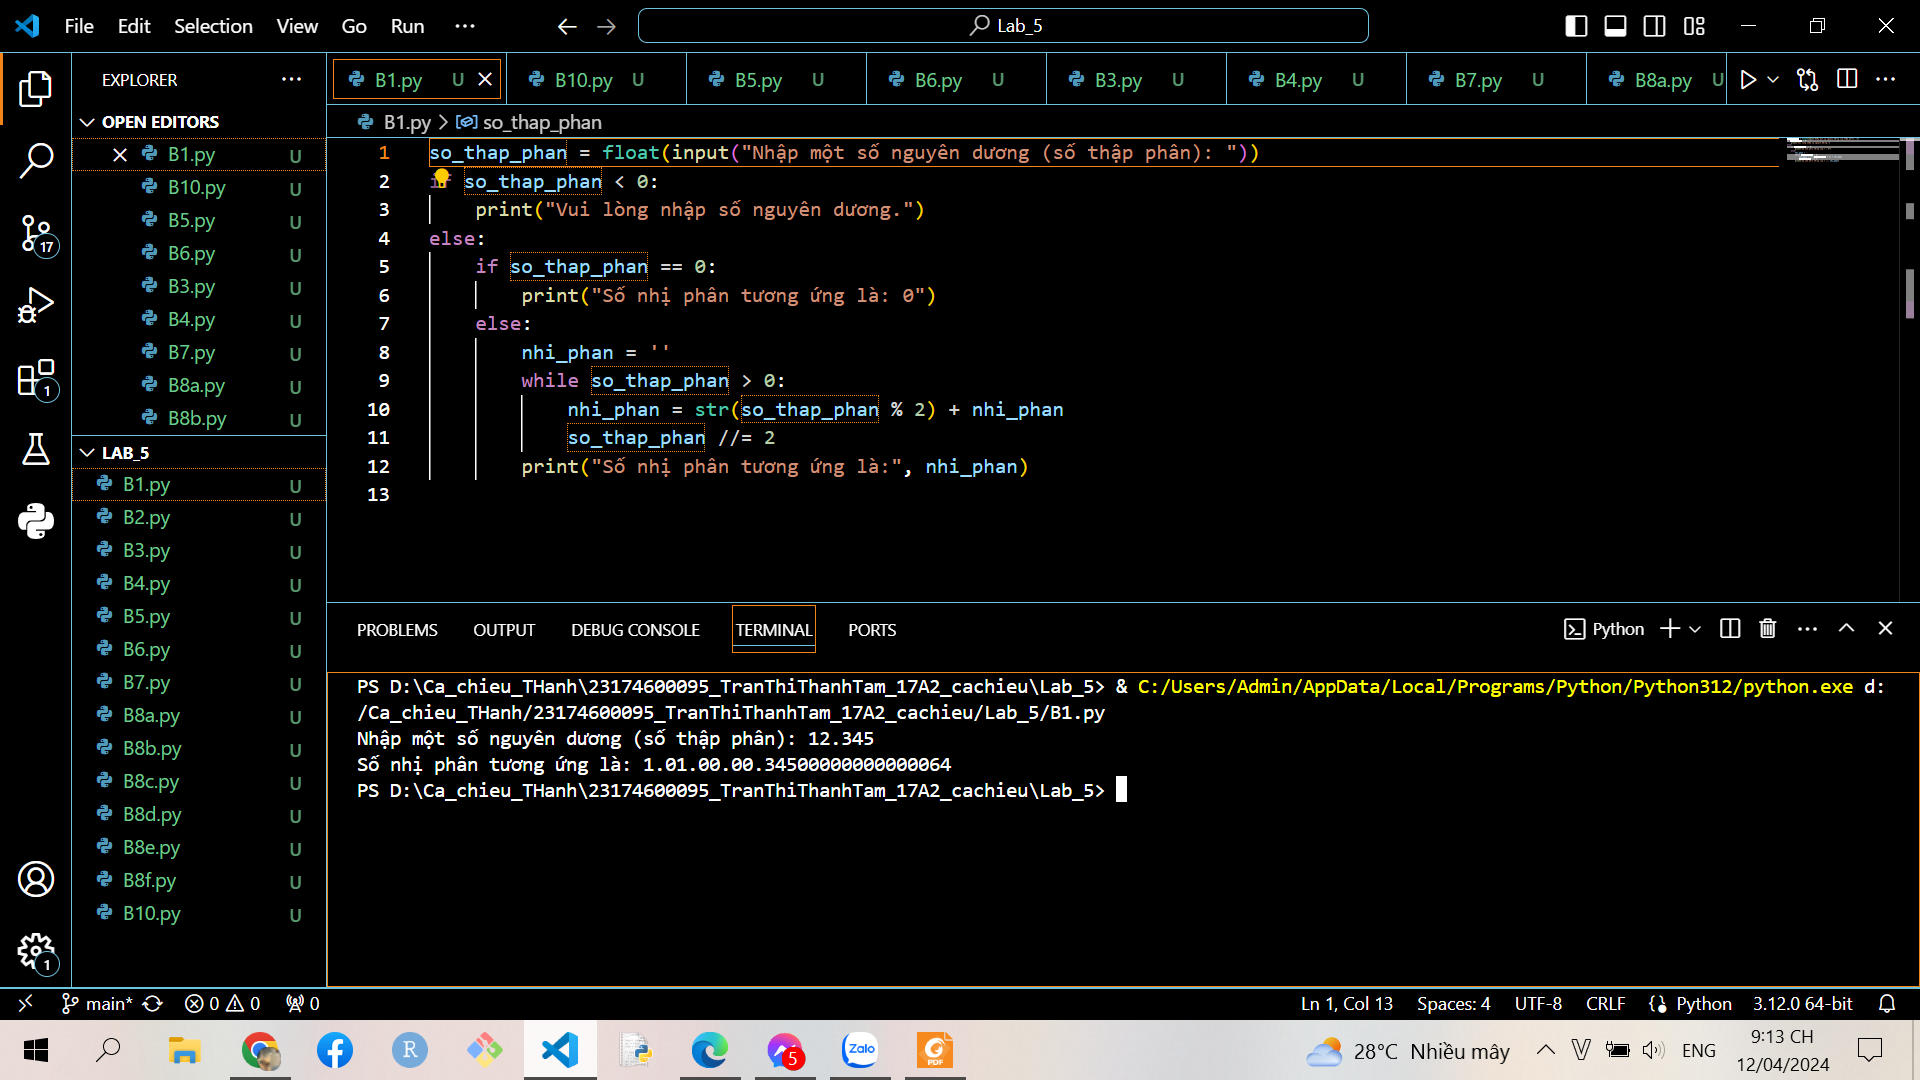 File Edit Selection View Go Run ··· Lab_5
EXPLORER ···
OPEN EDITORS
B1.py U
B10.py U
B5.py U
B6.py U
B3.py U
B4.py U
B7.py U
B8a.py U
B8b.py
LAB_5
B1.py U
B2.py U
B3.py U
B4.py U
B5.py U
B6.py U
B7.py U
B8a.py U
B8b.py U
B8c.py U
B8d.py U
B8e.py U
B8f.py U
B10.py U
17
1
1
B1.py U B10.py U B5.py U B6.py U B3.py U B4.py U B7.py U B8a.py U
B1.py > so_thap_phan
1 so_thap_phan = float(input("Nhập một số nguyên dương (số thập phân): "))
2 if so_thap_phan < 0:
3 print("Vui lòng nhập số nguyên dương.")
4 else:
5 if so_thap_phan == 0:
6 print("Số nhị phân tương ứng là: 0")
7 else:
8 nhi_phan = ''
9 while so_thap_phan > 0:
10 nhi_phan = str(so_thap_phan % 2) + nhi_phan
11 so_thap_phan //= 2
12 print("Số nhị phân tương ứng là:", nhi_phan)
13
PROBLEMS OUTPUT DEBUG CONSOLE TERMINAL PORTS Python
PS D:\Ca_chieu_THanh\23174600095_TranThiThanhTam_17A2_cachieu\Lab_5> & C:/Users/Admin/AppData/Local/Programs/Python/Python312/python.exe d:
/Ca_chieu_THanh/23174600095_TranThiThanhTam_17A2_cachieu/Lab_5/B1.py
Nhập một số nguyên dương (số thập phân): 12.345
Số nhị phân tương ứng là: 1.01.00.00.34500000000000064
PS D:\Ca_chieu_THanh\23174600095_TranThiThanhTam_17A2_cachieu\Lab_5>
main* 0 0 0 Ln 1, Col 13 Spaces: 4 UTF-8 CRLF {} Python 3.12.0 64-bit
R 5 Zalo PDF 28°C Nhiều mây V ENG 9:13 CH
12/04/2024